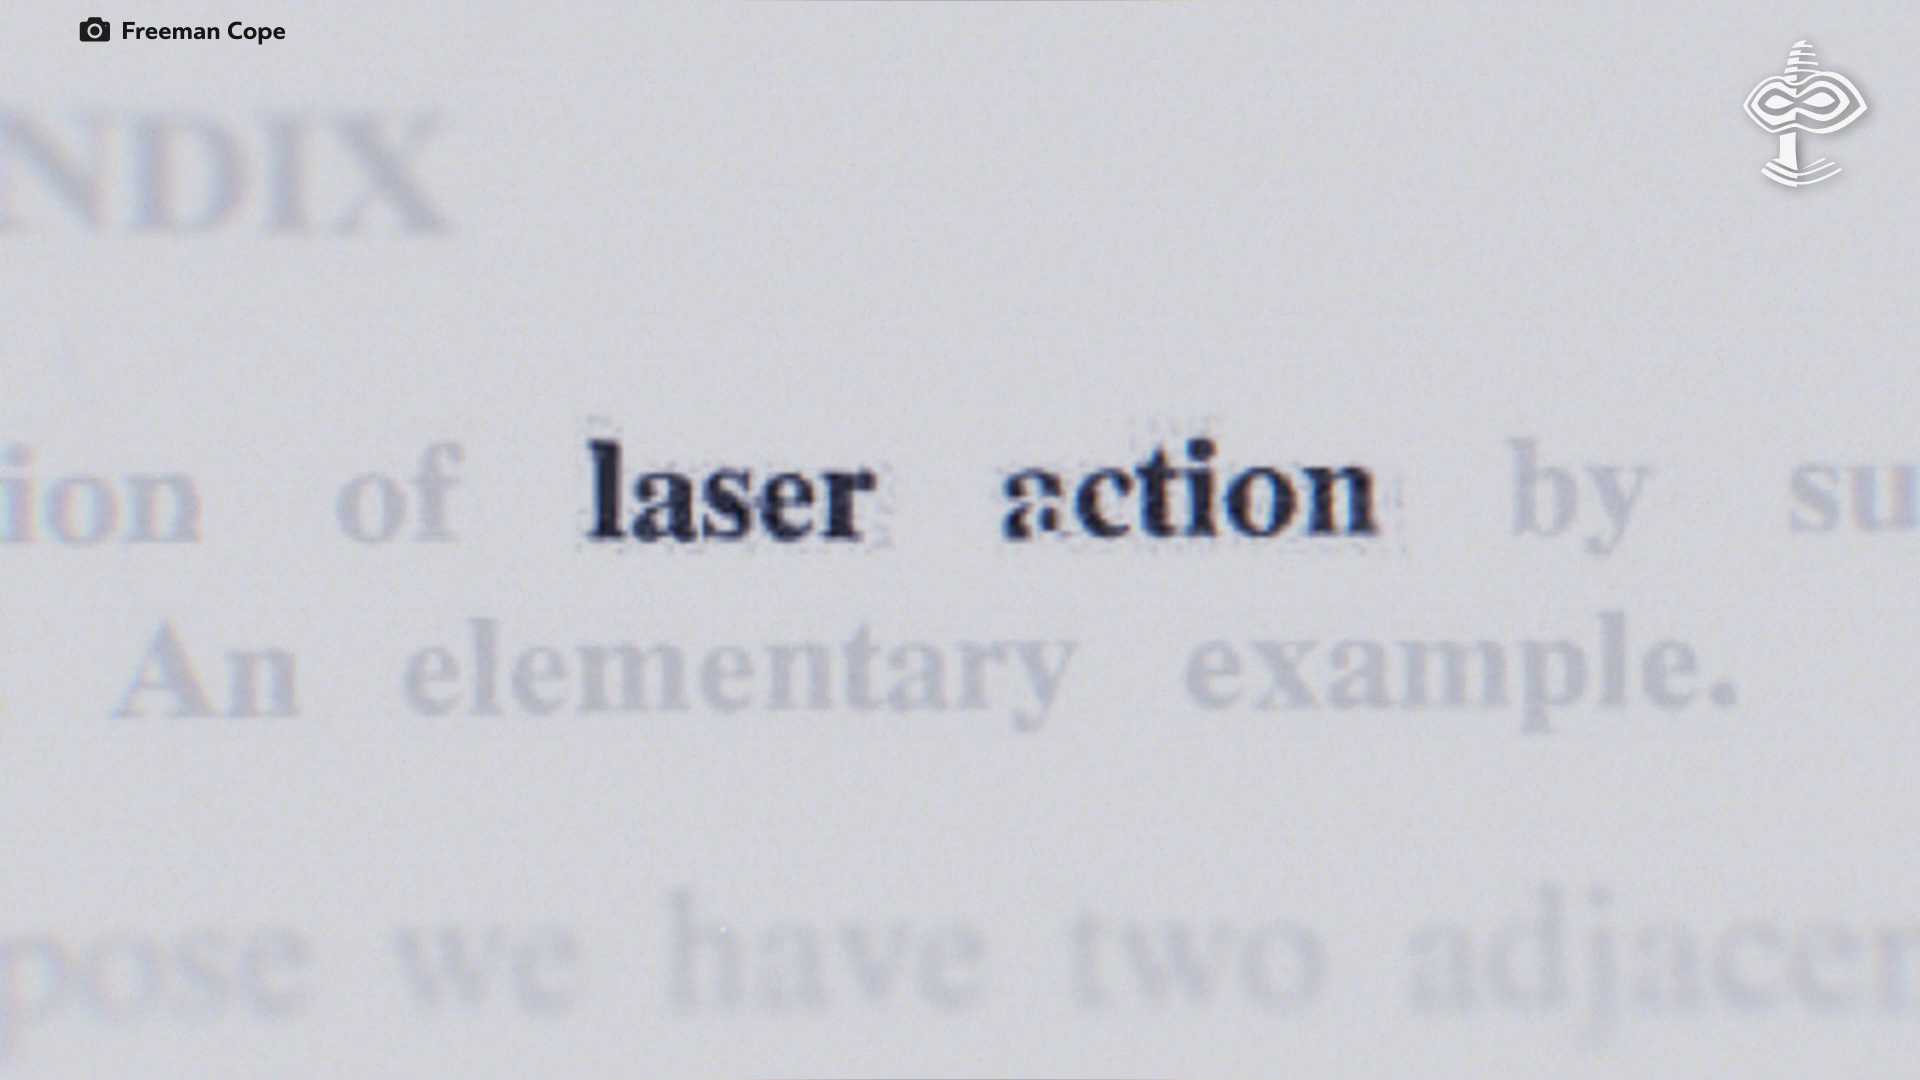 Freeman Cope
NDIX
ion of laser action by su
An elementary example.
pose we have two adjacen